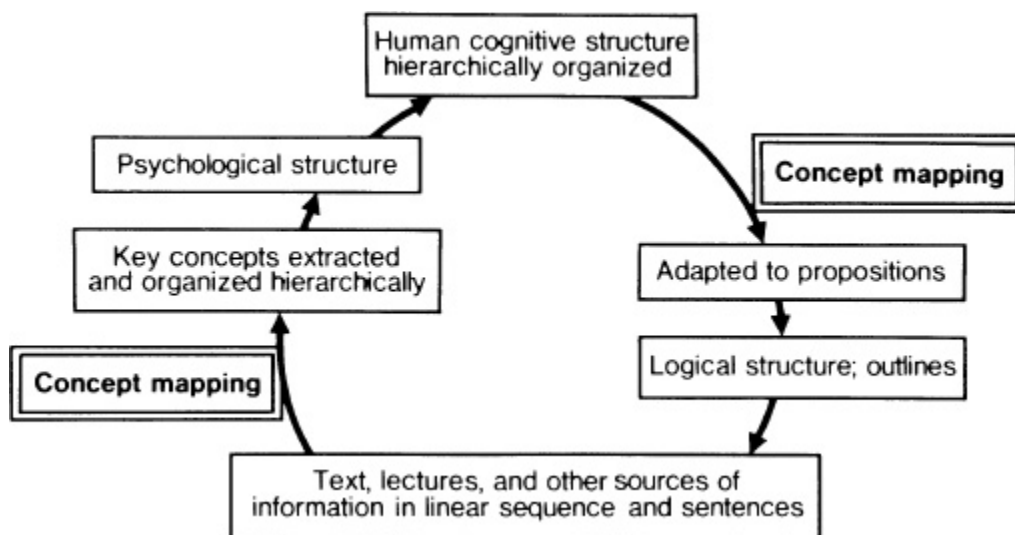 Human cognitive structure
hierarchically organized
Psychological structure
Concept mapping
Key concepts extracted
and organized hierarchically
Adapted to propositions
Concept mapping
Logical structure; outlines
Text, lectures, and other sources of
information in linear sequence and sentences